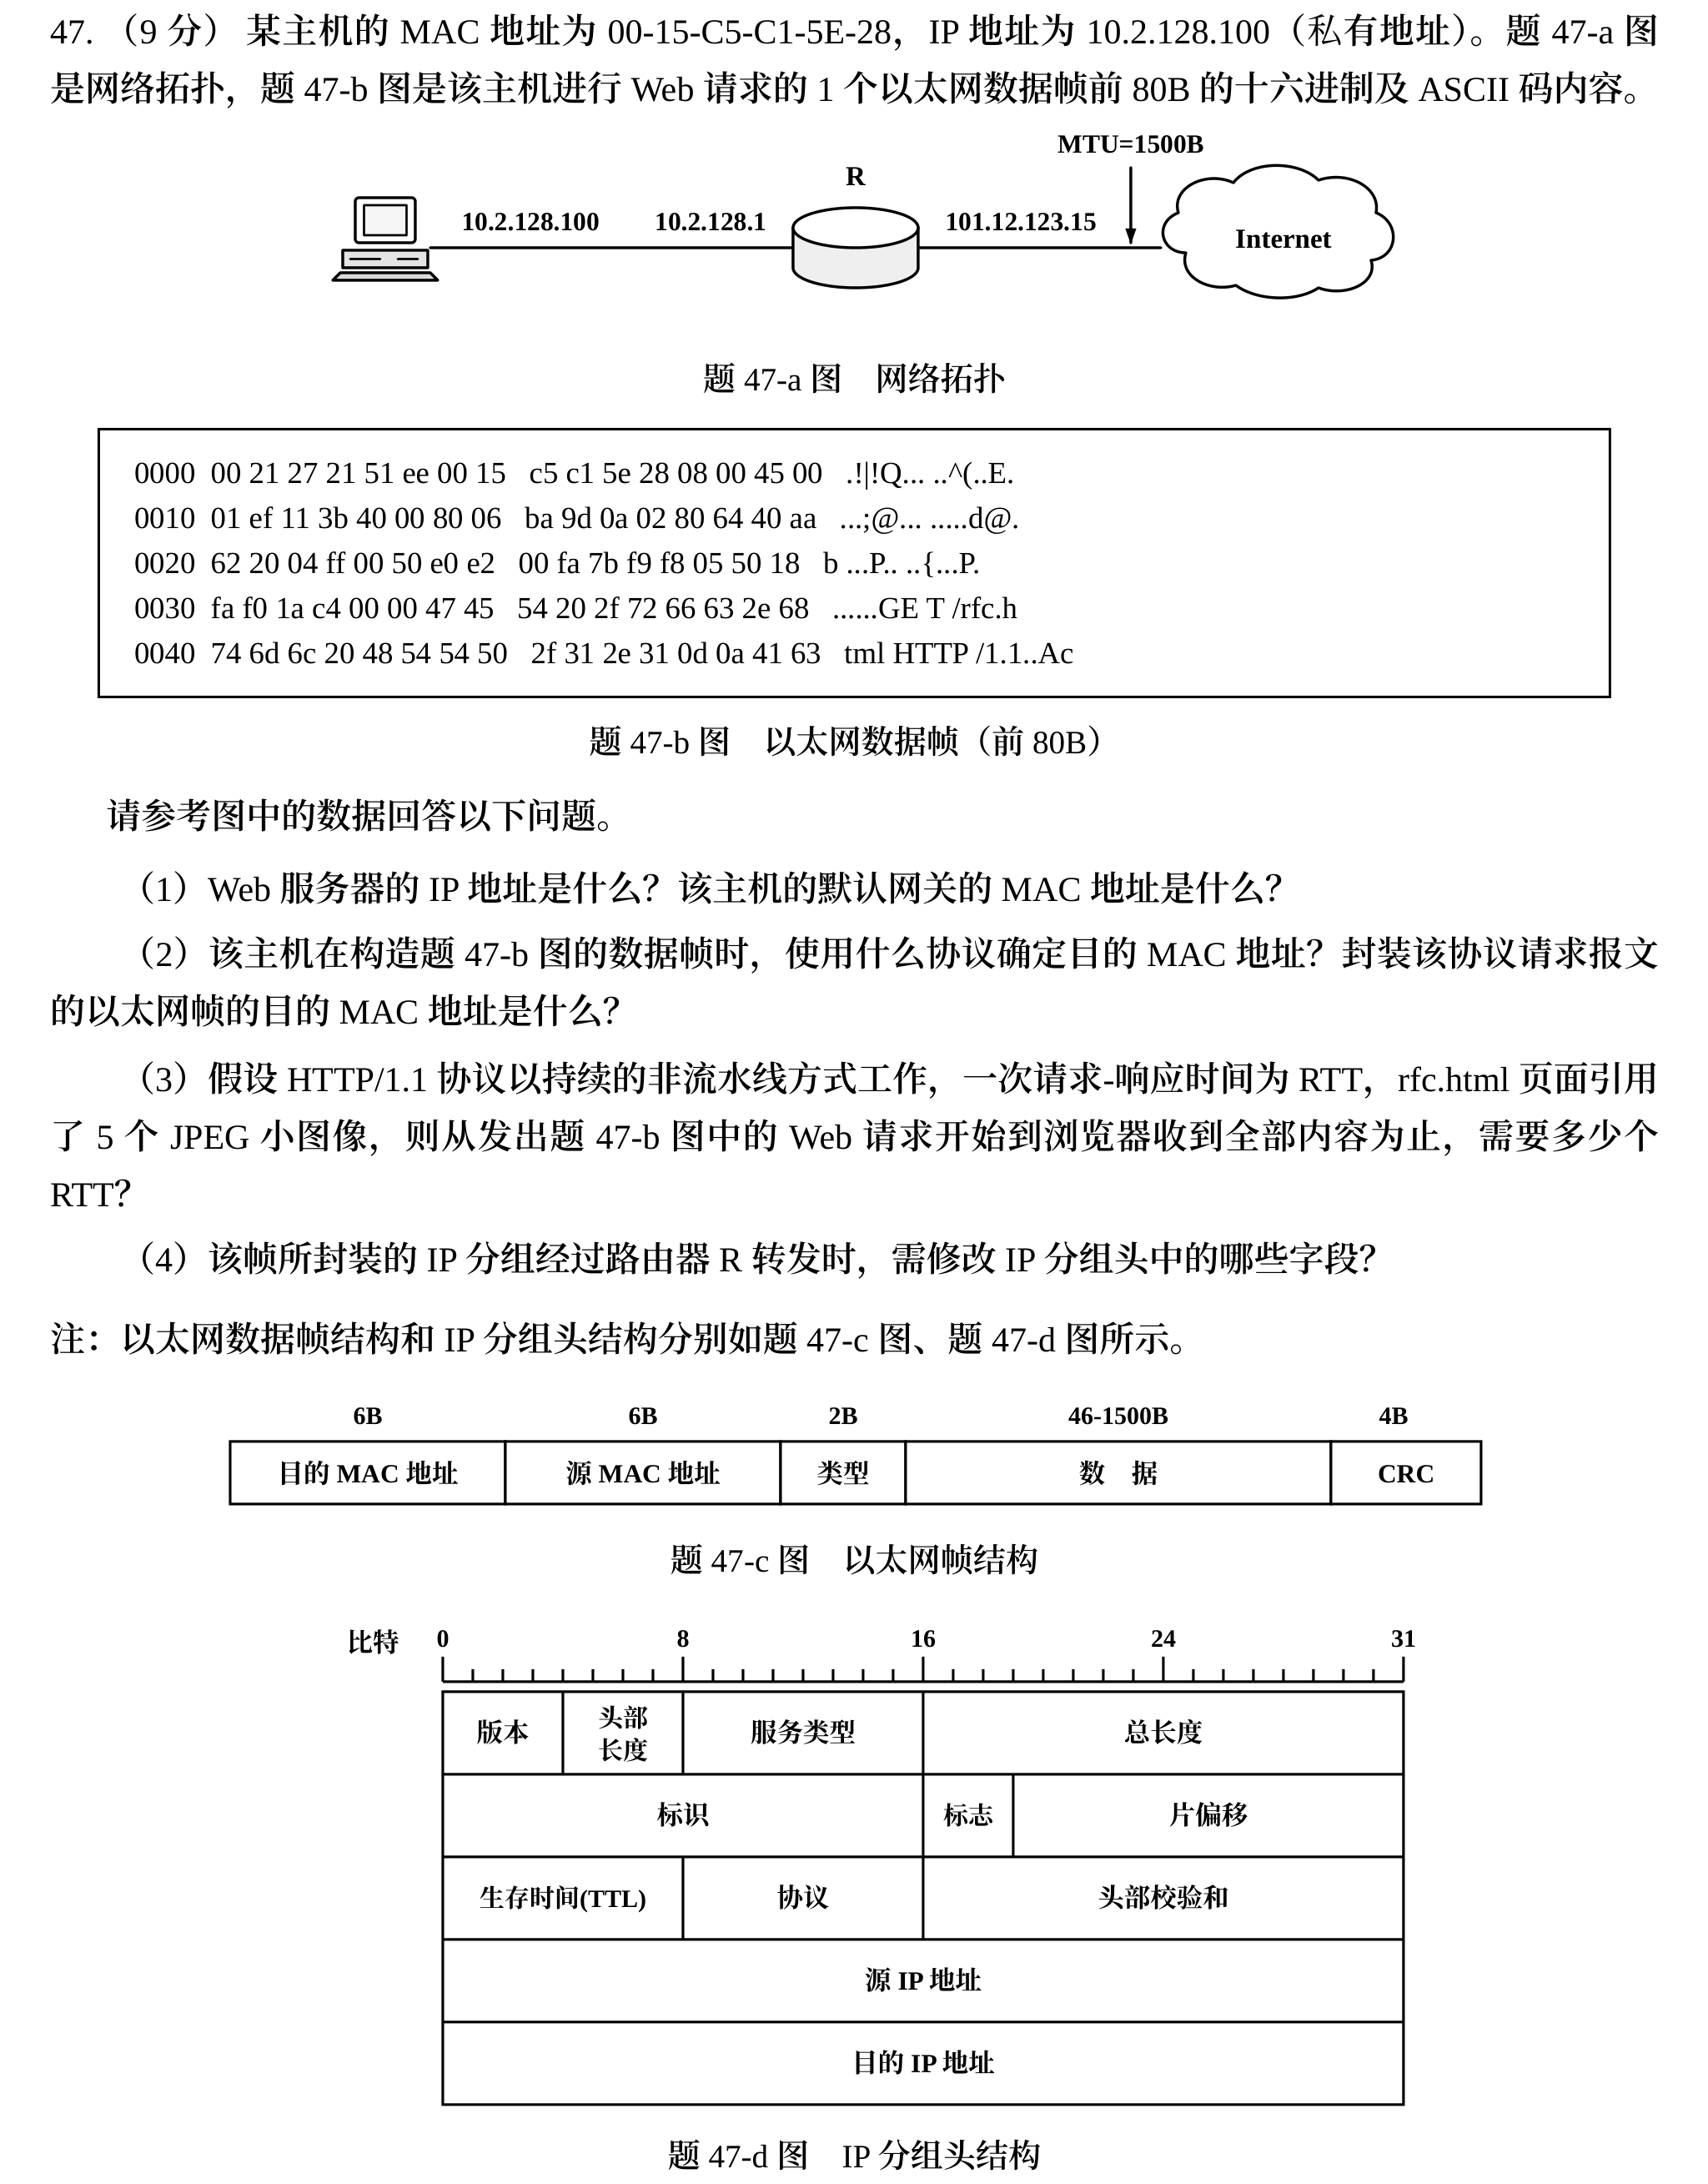 47. （9 分） 某主机的 MAC 地址为 00-15-C5-C1-5E-28，IP 地址为 10.2.128.100（私有地址）。题 47-a 图
是网络拓扑，题 47-b 图是该主机进行 Web 请求的 1 个以太网数据帧前 80B 的十六进制及 ASCII 码内容。
MTU=1500B
R
10.2.128.100 10.2.128.1 101.12.123.15
Internet
题 47-a 图 网络拓扑
0000 00 21 27 21 51 ee 00 15 c5 c1 5e 28 08 00 45 00 .!|!Q... ..^(..E.
0010 01 ef 11 3b 40 00 80 06 ba 9d 0a 02 80 64 40 aa ...;@... .....d@.
0020 62 20 04 ff 00 50 e0 e2 00 fa 7b f9 f8 05 50 18 b ...P.. ..{...P.
0030 fa f0 1a c4 00 00 47 45 54 20 2f 72 66 63 2e 68 ......GE T /rfc.h
0040 74 6d 6c 20 48 54 54 50 2f 31 2e 31 0d 0a 41 63 tml HTTP /1.1..Ac
题 47-b 图 以太网数据帧（前 80B）
请参考图中的数据回答以下问题。
（1）Web 服务器的 IP 地址是什么？该主机的默认网关的 MAC 地址是什么？
（2）该主机在构造题 47-b 图的数据帧时，使用什么协议确定目的 MAC 地址？封装该协议请求报文
的以太网帧的目的 MAC 地址是什么？
（3）假设 HTTP/1.1 协议以持续的非流水线方式工作，一次请求-响应时间为 RTT，rfc.html 页面引用
了 5 个 JPEG 小图像，则从发出题 47-b 图中的 Web 请求开始到浏览器收到全部内容为止，需要多少个
RTT？
（4）该帧所封装的 IP 分组经过路由器 R 转发时，需修改 IP 分组头中的哪些字段？
注：以太网数据帧结构和 IP 分组头结构分别如题 47-c 图、题 47-d 图所示。
6B 6B 2B 46-1500B 4B
目的 MAC 地址 源 MAC 地址 类型 数 据 CRC
题 47-c 图 以太网帧结构
比特 0 8 16 24 31
版本 头部 服务类型 总长度
长度
标识 标志 片偏移
生存时间(TTL) 协议 头部校验和
源 IP 地址
目的 IP 地址
题 47-d 图 IP 分组头结构